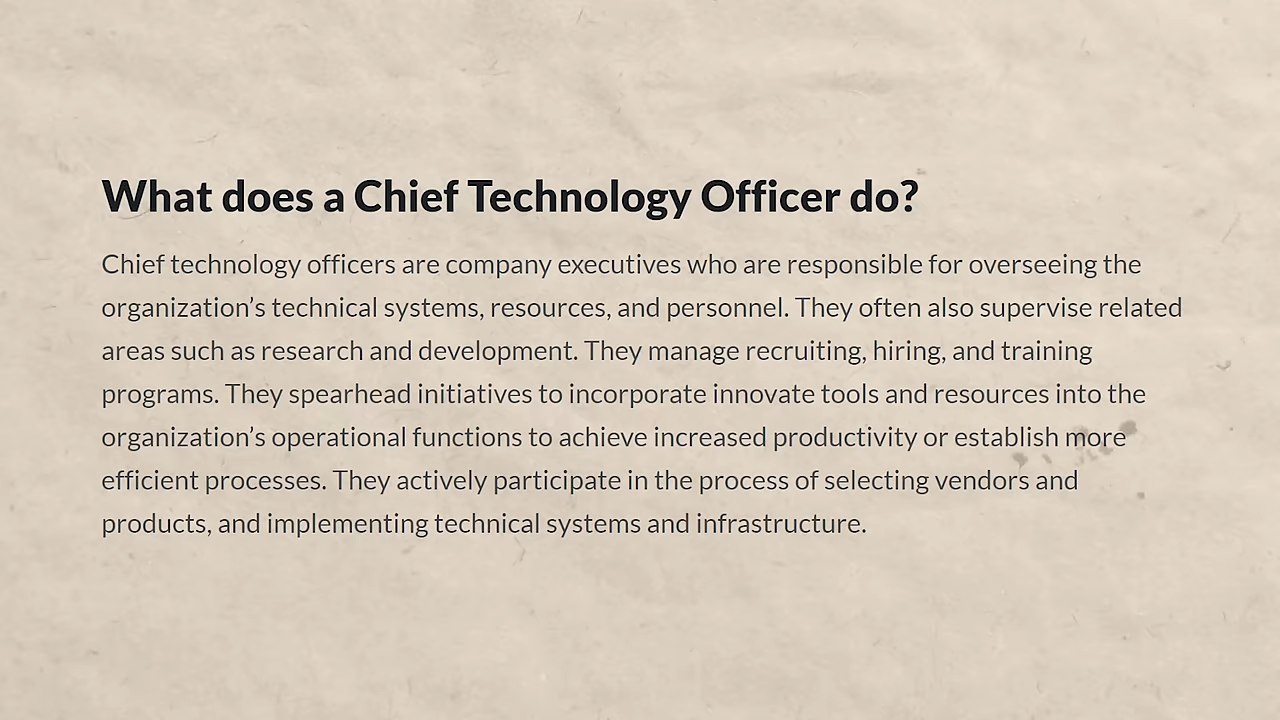 What does a Chief Technology Officer do?
Chief technology officers are company executives who are responsible for overseeing the
organization’s technical systems, resources, and personnel. They often also supervise related
areas such as research and development. They manage recruiting, hiring, and training
programs. They spearhead initiatives to incorporate innovate tools and resources into the
organization’s operational functions to achieve increased productivity or establish more
efficient processes. They actively participate in the process of selecting vendors and
products, and implementing technical systems and infrastructure.